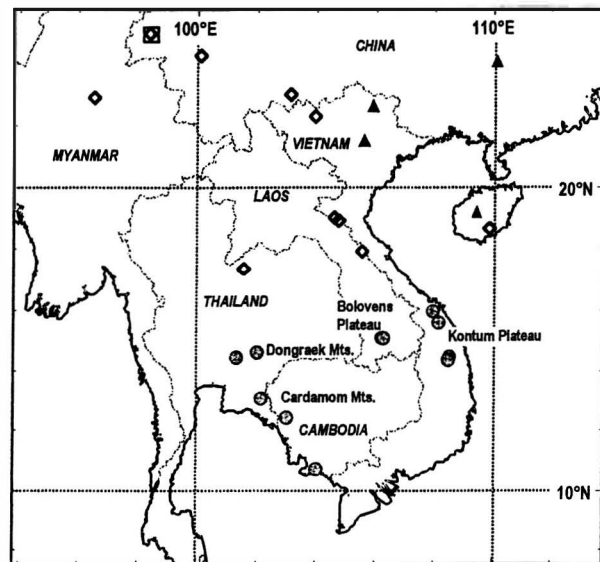 100°E
110°E
CHINA
VIETNAM
MYANMAR
20°N
LAOS
THAILAND
Bolovens
Plateau
Kontum Plateau
Dongraek Mts.
Cardamom Mts.
CAMBODIA
10°N